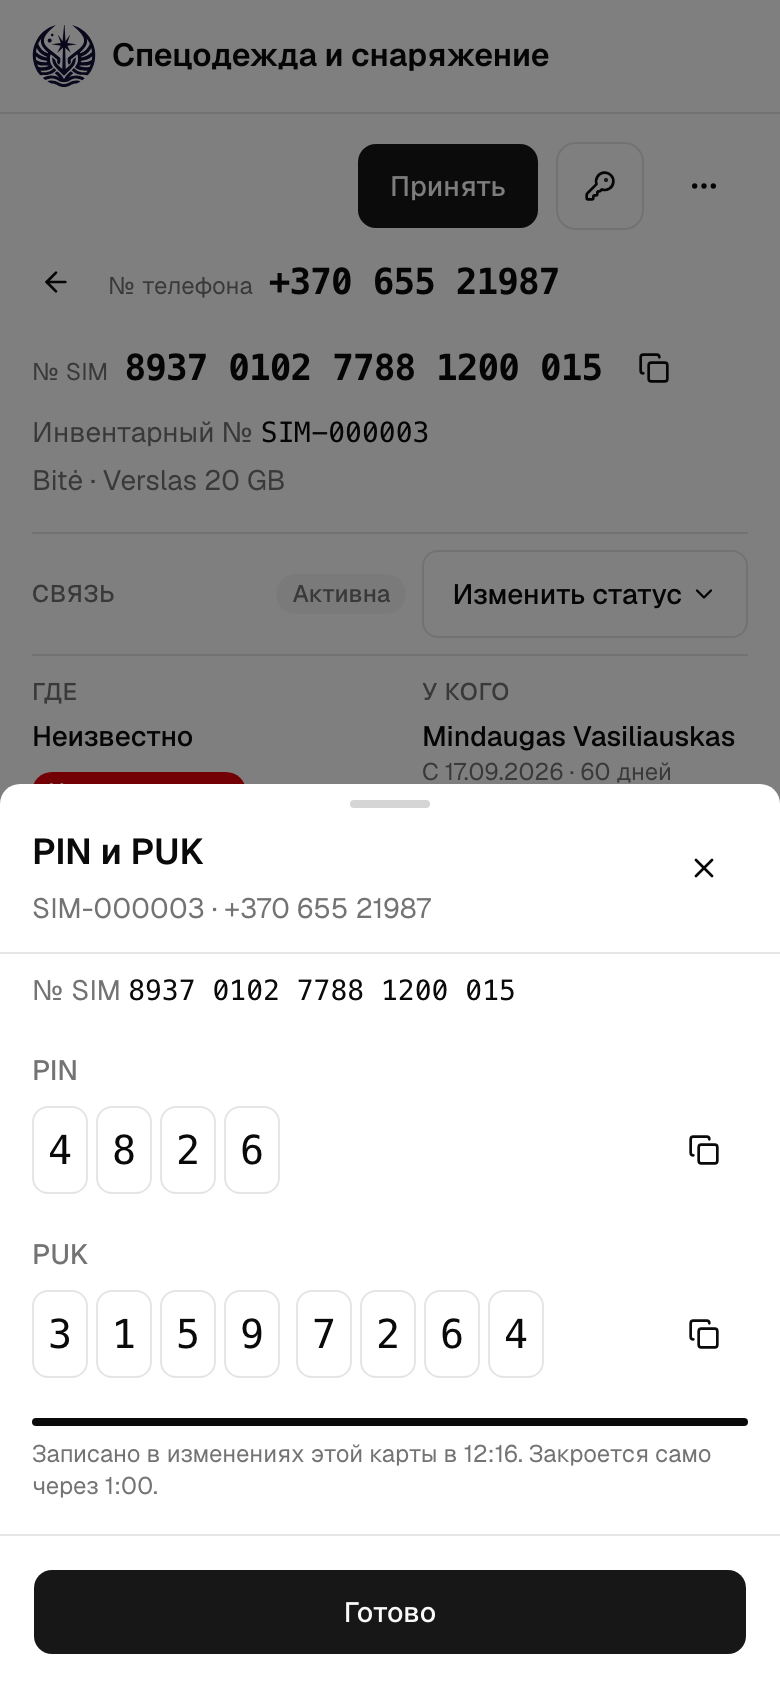 Спецодежда и снаряжение
Принять
№ телефона +370 655 21987
№ SIM 8937 0102 7788 1200 015
Инвентарный № SIM-000003
Bitė · Verslas 20 GB
СВЯЗЬ Активна Изменить статус
ГДЕ У КОГО
Неизвестно Mindaugas Vasiliauskas
С 17.09.2026 · 60 дней
PIN и PUK
SIM-000003 · +370 655 21987
№ SIM 8937 0102 7788 1200 015
PIN
4 8 2 6
PUK
3 1 5 9 7 2 6 4
Записано в изменениях этой карты в 12:16. Закроется само
через 1:00.
Готово